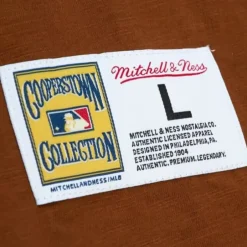 COOPERSTOWN
COLLECTION
MITCHELLANDNESS/MLB
Mitchell & Ness
L
MITCHELL & NESS NOSTALGIA CO.
AUTHENTIC LICENSED APPAREL
DESIGNED IN PHILADELPHIA, PA.
ESTABLISHED 1904
AUTHENTIC. PREMIUM. LEGENDARY.